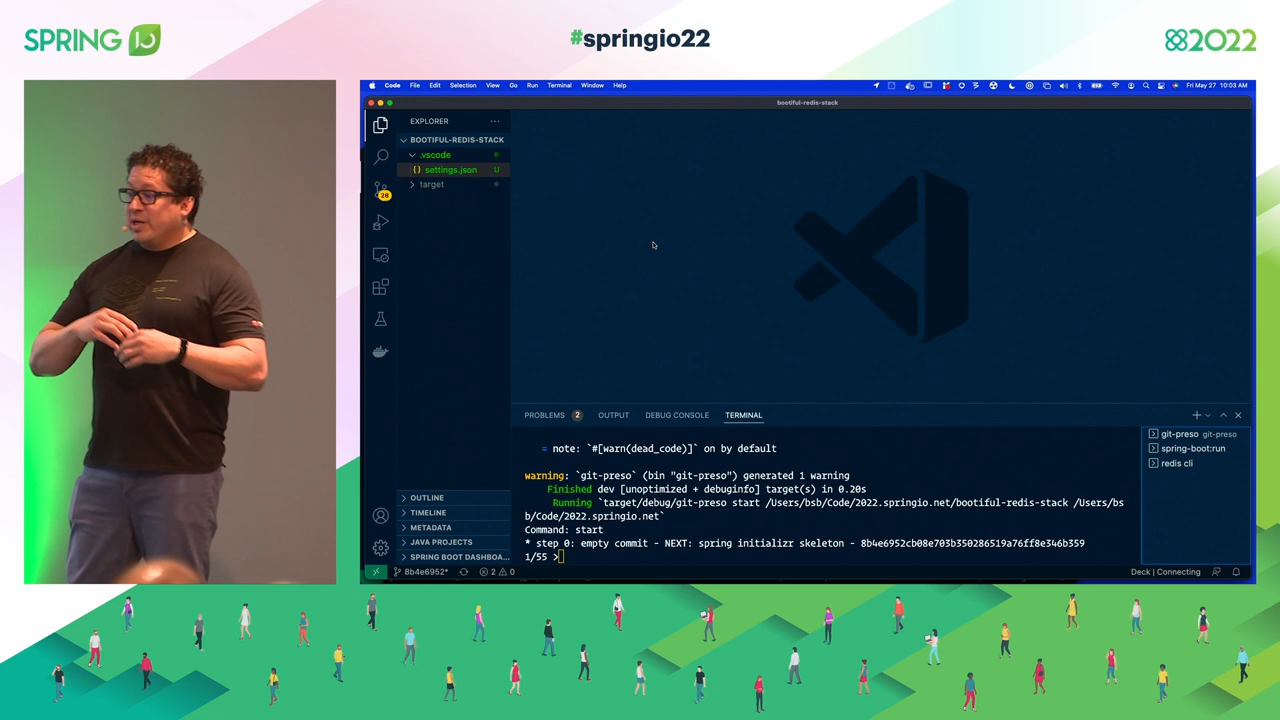 SPRING IO
#springio22
2022
Code File Edit Selection View Go Run Terminal Window Help
Fri May 27 10:03 AM
bootiful-redis-stack
EXPLORER
BOOTIFUL-REDIS-STACK
.vscode
{} settings.json U
target
28
PROBLEMS 2 OUTPUT DEBUG CONSOLE TERMINAL
= note: `#[warn(dead_code)]` on by default
warning: `git-preso` (bin "git-preso") generated 1 warning
Finished dev [unoptimized + debuginfo] target(s) in 0.20s
Running `target/debug/git-preso start /Users/bsb/Code/2022.springio.net/bootiful-redis-stack /Users/bs
b/Code/2022.springio.net`
Command: start
* step 0: empty commit - NEXT: spring initializr skeleton - 8b4e6952cb08e703b350286519a76ff8e346b359
1/55 >
git-preso git-preso
spring-boot:run
redis cli
OUTLINE
TIMELINE
METADATA
JAVA PROJECTS
SPRING BOOT DASHBOA...
8b4e6952* 2 0
Deck | Connecting